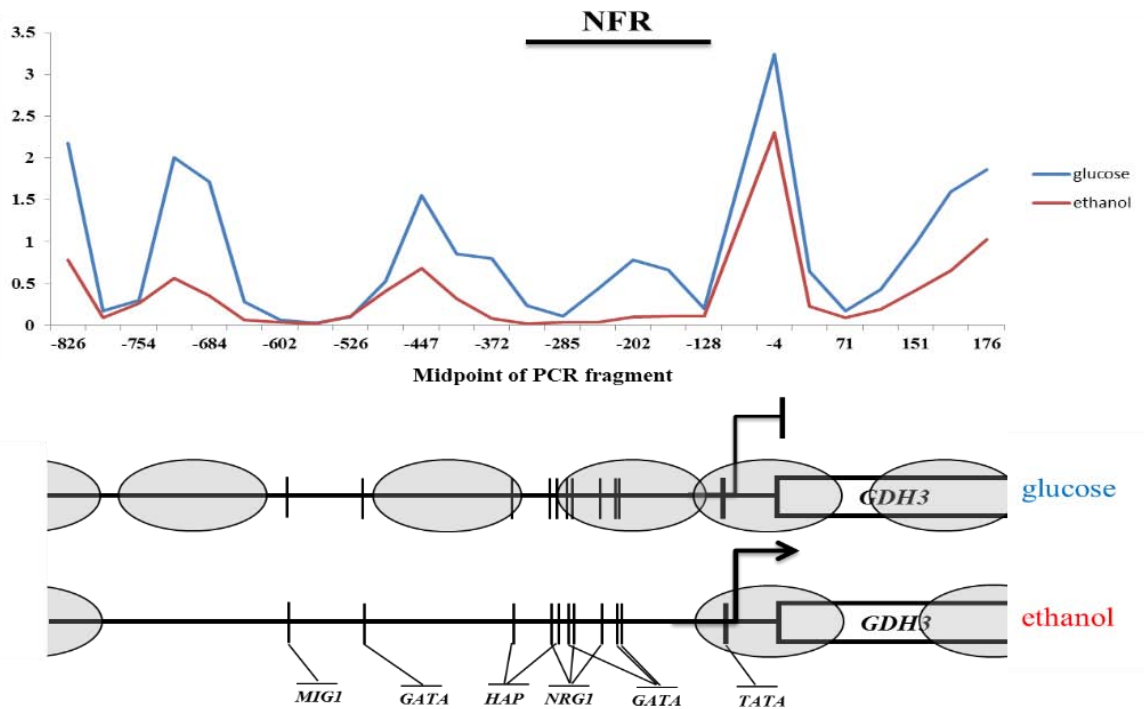 NFR
3.5
3
2.5
2
1.5
1
0.5
0
glucose
ethanol
-826 -754 -684 -602 -526 -447 -372 -285 -202 -128 -4 71 151 176
Midpoint of PCR fragment
GDH3 glucose
GDH3 ethanol
MIG1 GATA HAP NRG1 GATA TATA